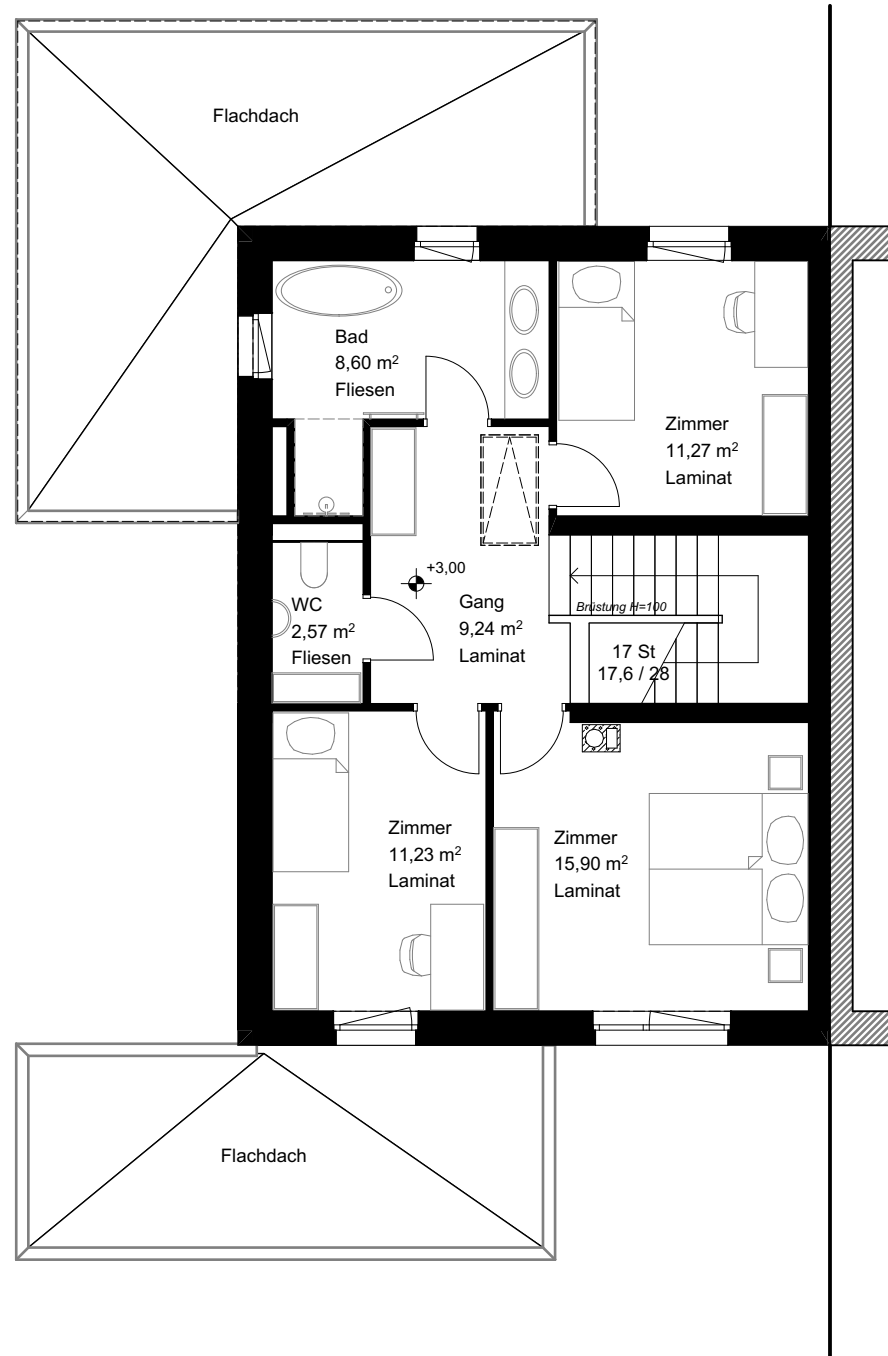 Flachdach
Bad
8,60 m²
Fliesen
Zimmer
11,27 m²
Laminat
+3,00
Gang
9,24 m²
Laminat
Brüstung H=100
WC
2,57 m²
Fliesen
17 St
17,6 / 28
Zimmer
11,23 m²
Laminat
Zimmer
15,90 m²
Laminat
Flachdach